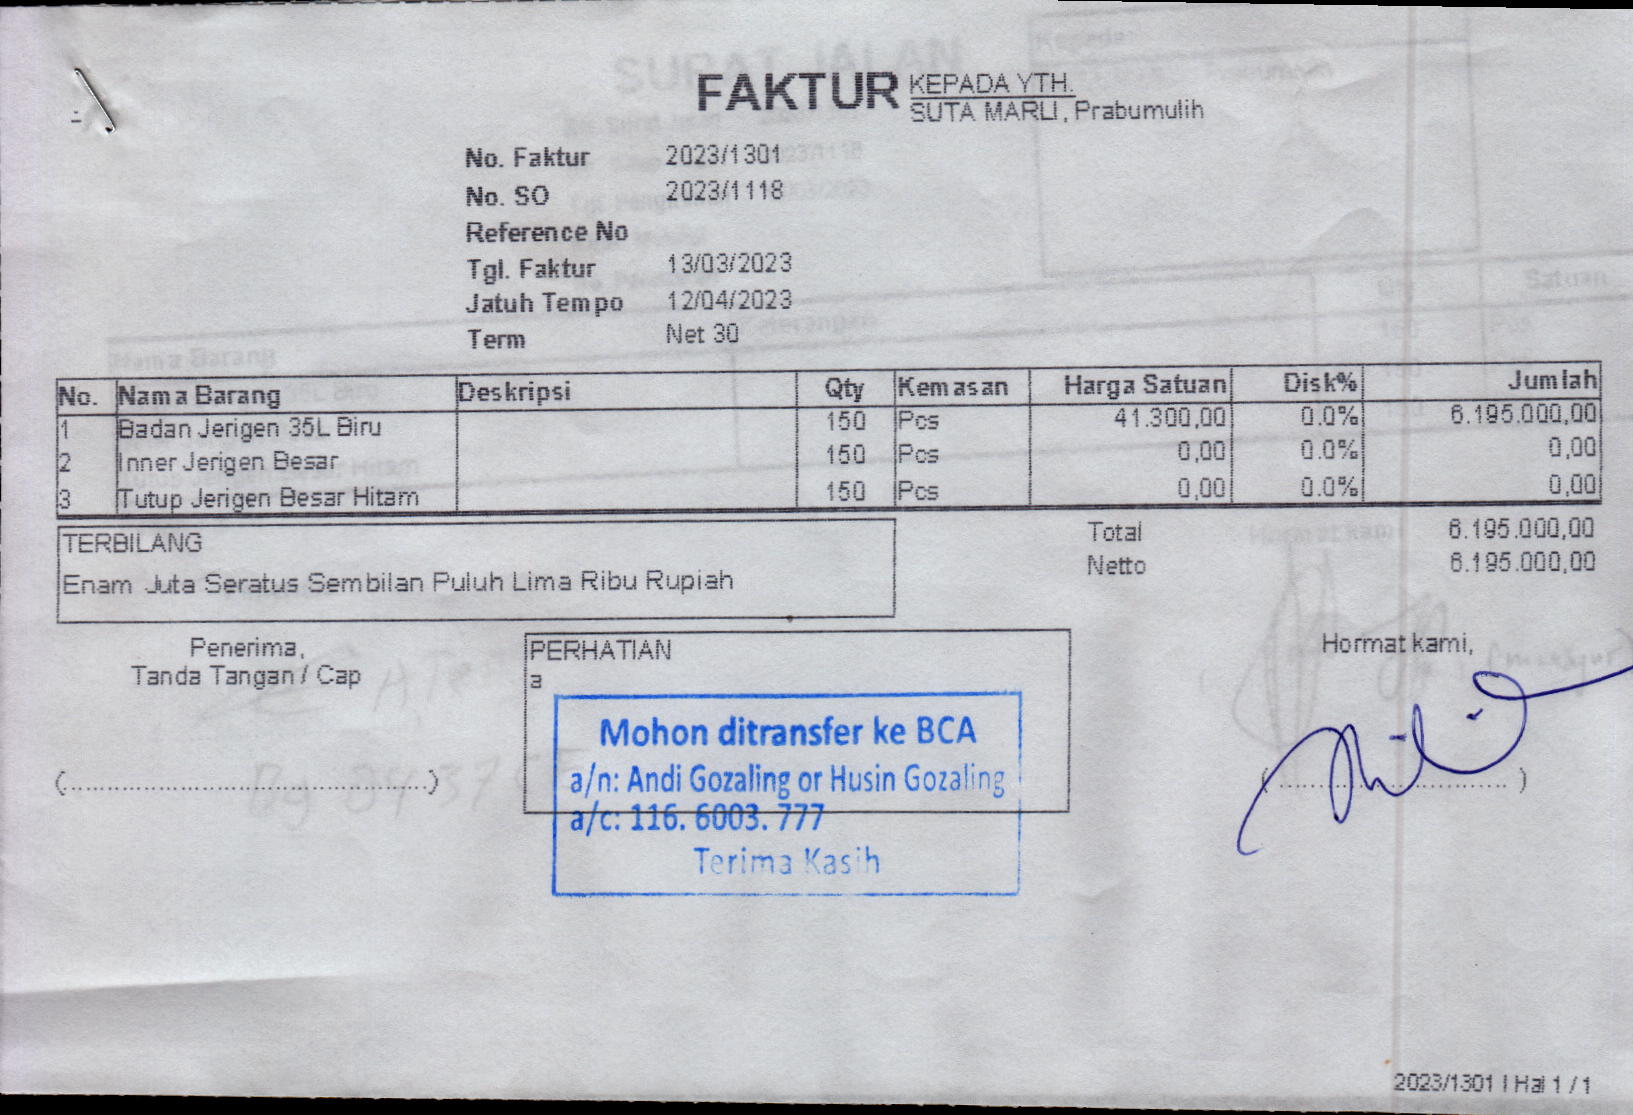 FAKTUR
KEPADA YTH.
SUTA MARLI, Prabumulih
No. Faktur 2023/1301
No. SO 2023/1118
Reference No
Tgl. Faktur 13/03/2023
Jatuh Tempo 12/04/2023
Term Net 30
No. Nama Barang Deskripsi Qty Kemasan Harga Satuan Disk% Jumlah
1 Badan Jerigen 35L Biru 150 Pcs 41.300,00 0.0% 6.195.000,00
2 Inner Jerigen Besar 150 Pcs 0,00 0.0% 0,00
3 Tutup Jerigen Besar Hitam 150 Pcs 0,00 0.0% 0,00
TERBILANG
Enam Juta Seratus Sembilan Puluh Lima Ribu Rupiah
Total 6.195.000,00
Netto 6.195.000,00
Penerima,
Tanda Tangan / Cap
(..........................................................)
PERHATIAN
a
Mohon ditransfer ke BCA
a/n: Andi Gozaling or Husin Gozaling
a/c: 116. 6003. 777
Terima Kasih
Hormat kami,
(.......................................)
2023/1301 | Hal 1 / 1